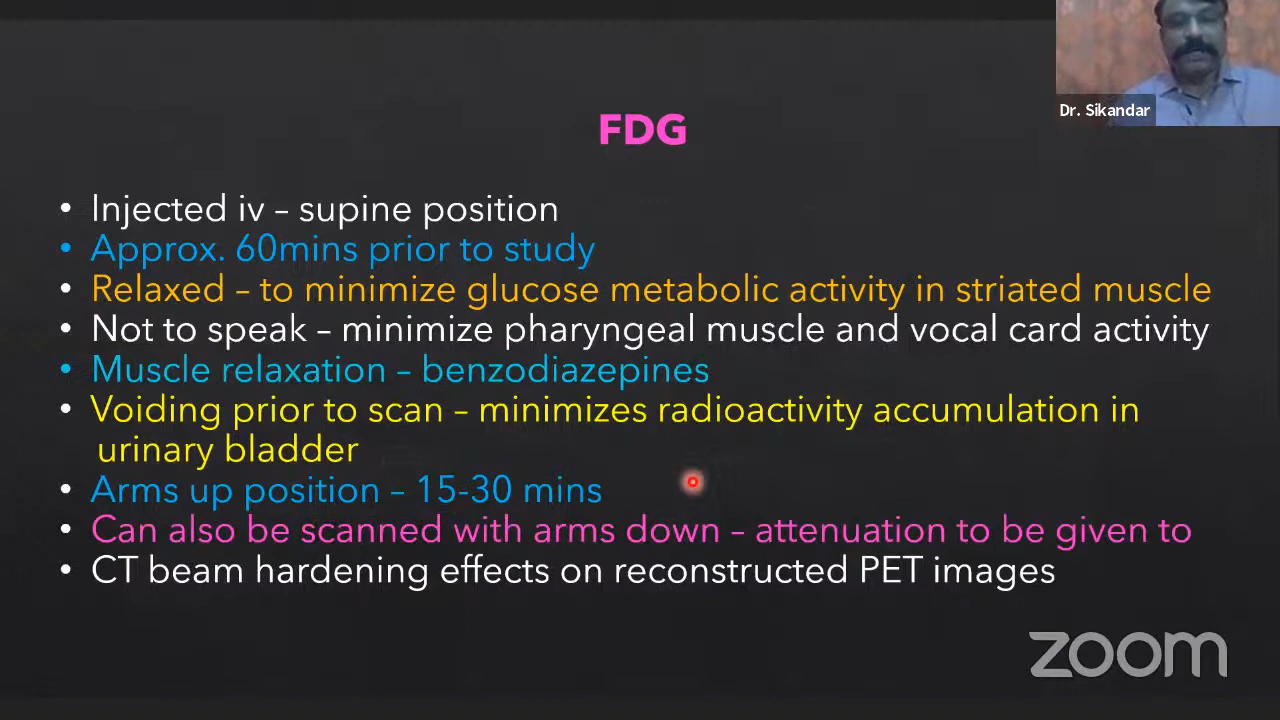 Dr. Sikandar
FDG
• Injected iv – supine position
• Approx. 60mins prior to study
• Relaxed – to minimize glucose metabolic activity in striated muscle
• Not to speak – minimize pharyngeal muscle and vocal card activity
• Muscle relaxation – benzodiazepines
• Voiding prior to scan – minimizes radioactivity accumulation in
urinary bladder
• Arms up position – 15-30 mins
• Can also be scanned with arms down – attenuation to be given to
• CT beam hardening effects on reconstructed PET images
zoom